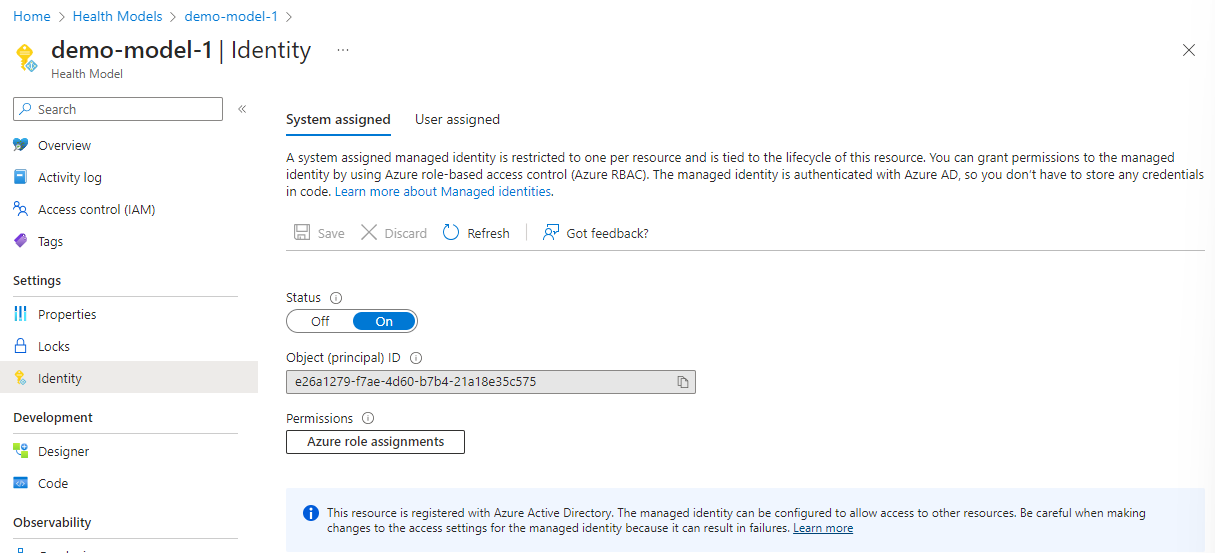 Home > Health Models > demo-model-1 >
demo-model-1 | Identity ...
Health Model
Search «
Overview
Activity log
Access control (IAM)
Tags
Settings
Properties
Locks
Identity
Development
Designer
Code
Observability
System assigned User assigned
A system assigned managed identity is restricted to one per resource and is tied to the lifecycle of this resource. You can grant permissions to the managed
identity by using Azure role-based access control (Azure RBAC). The managed identity is authenticated with Azure AD, so you don't have to store any credentials
in code. Learn more about Managed identities.
Save Discard Refresh Got feedback?
Status
Off On
Object (principal) ID
e26a1279-f7ae-4d60-b7b4-21a18e35c575
Permissions
Azure role assignments
This resource is registered with Azure Active Directory. The managed identity can be configured to allow access to other resources. Be careful when making
changes to the access settings for the managed identity because it can result in failures. Learn more